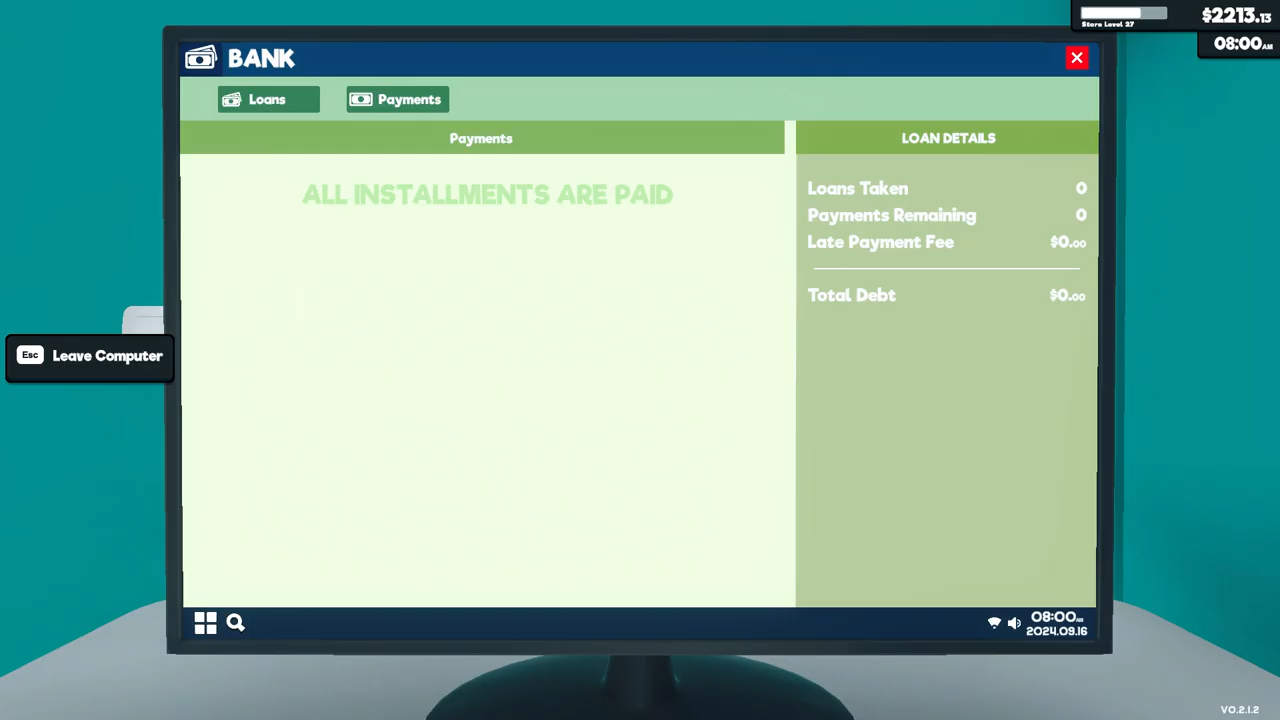 $2213.13
Store Level 27
08:00AM
BANK
Loans
Payments
Payments
LOAN DETAILS
ALL INSTALLMENTS ARE PAID
Loans Taken 0
Payments Remaining 0
Late Payment Fee $0.00
Total Debt $0.00
Esc Leave Computer
08:00AM
2024.09.16
V0.2.1.2